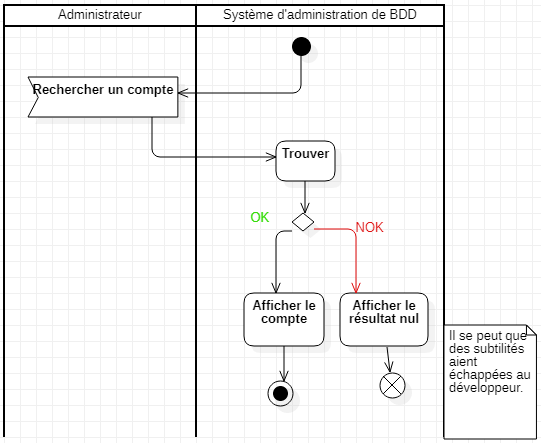 Administrateur
Système d'administration de BDD
Rechercher un compte
Trouver
OK
NOK
Afficher le
compte
Afficher le
résultat nul
Il se peut que
des subtilités
aient
échappées au
développeur.